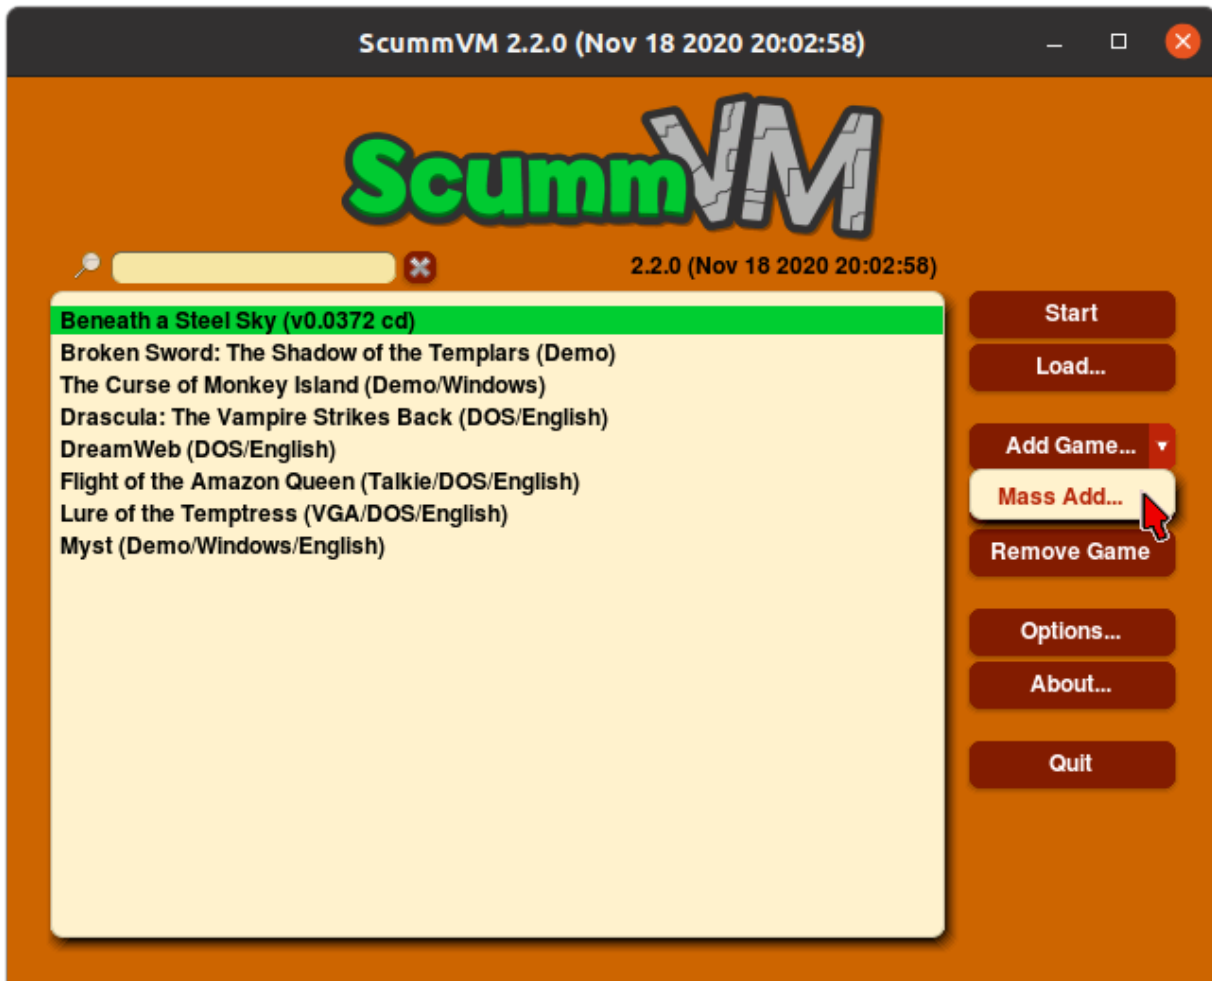 ScummVM 2.2.0 (Nov 18 2020 20:02:58)
ScummVM
2.2.0 (Nov 18 2020 20:02:58)
Beneath a Steel Sky (v0.0372 cd)
Broken Sword: The Shadow of the Templars (Demo)
The Curse of Monkey Island (Demo/Windows)
Drascula: The Vampire Strikes Back (DOS/English)
DreamWeb (DOS/English)
Flight of the Amazon Queen (Talkie/DOS/English)
Lure of the Temptress (VGA/DOS/English)
Myst (Demo/Windows/English)
Start
Load...
Add Game...
Mass Add...
Remove Game
Options...
About...
Quit